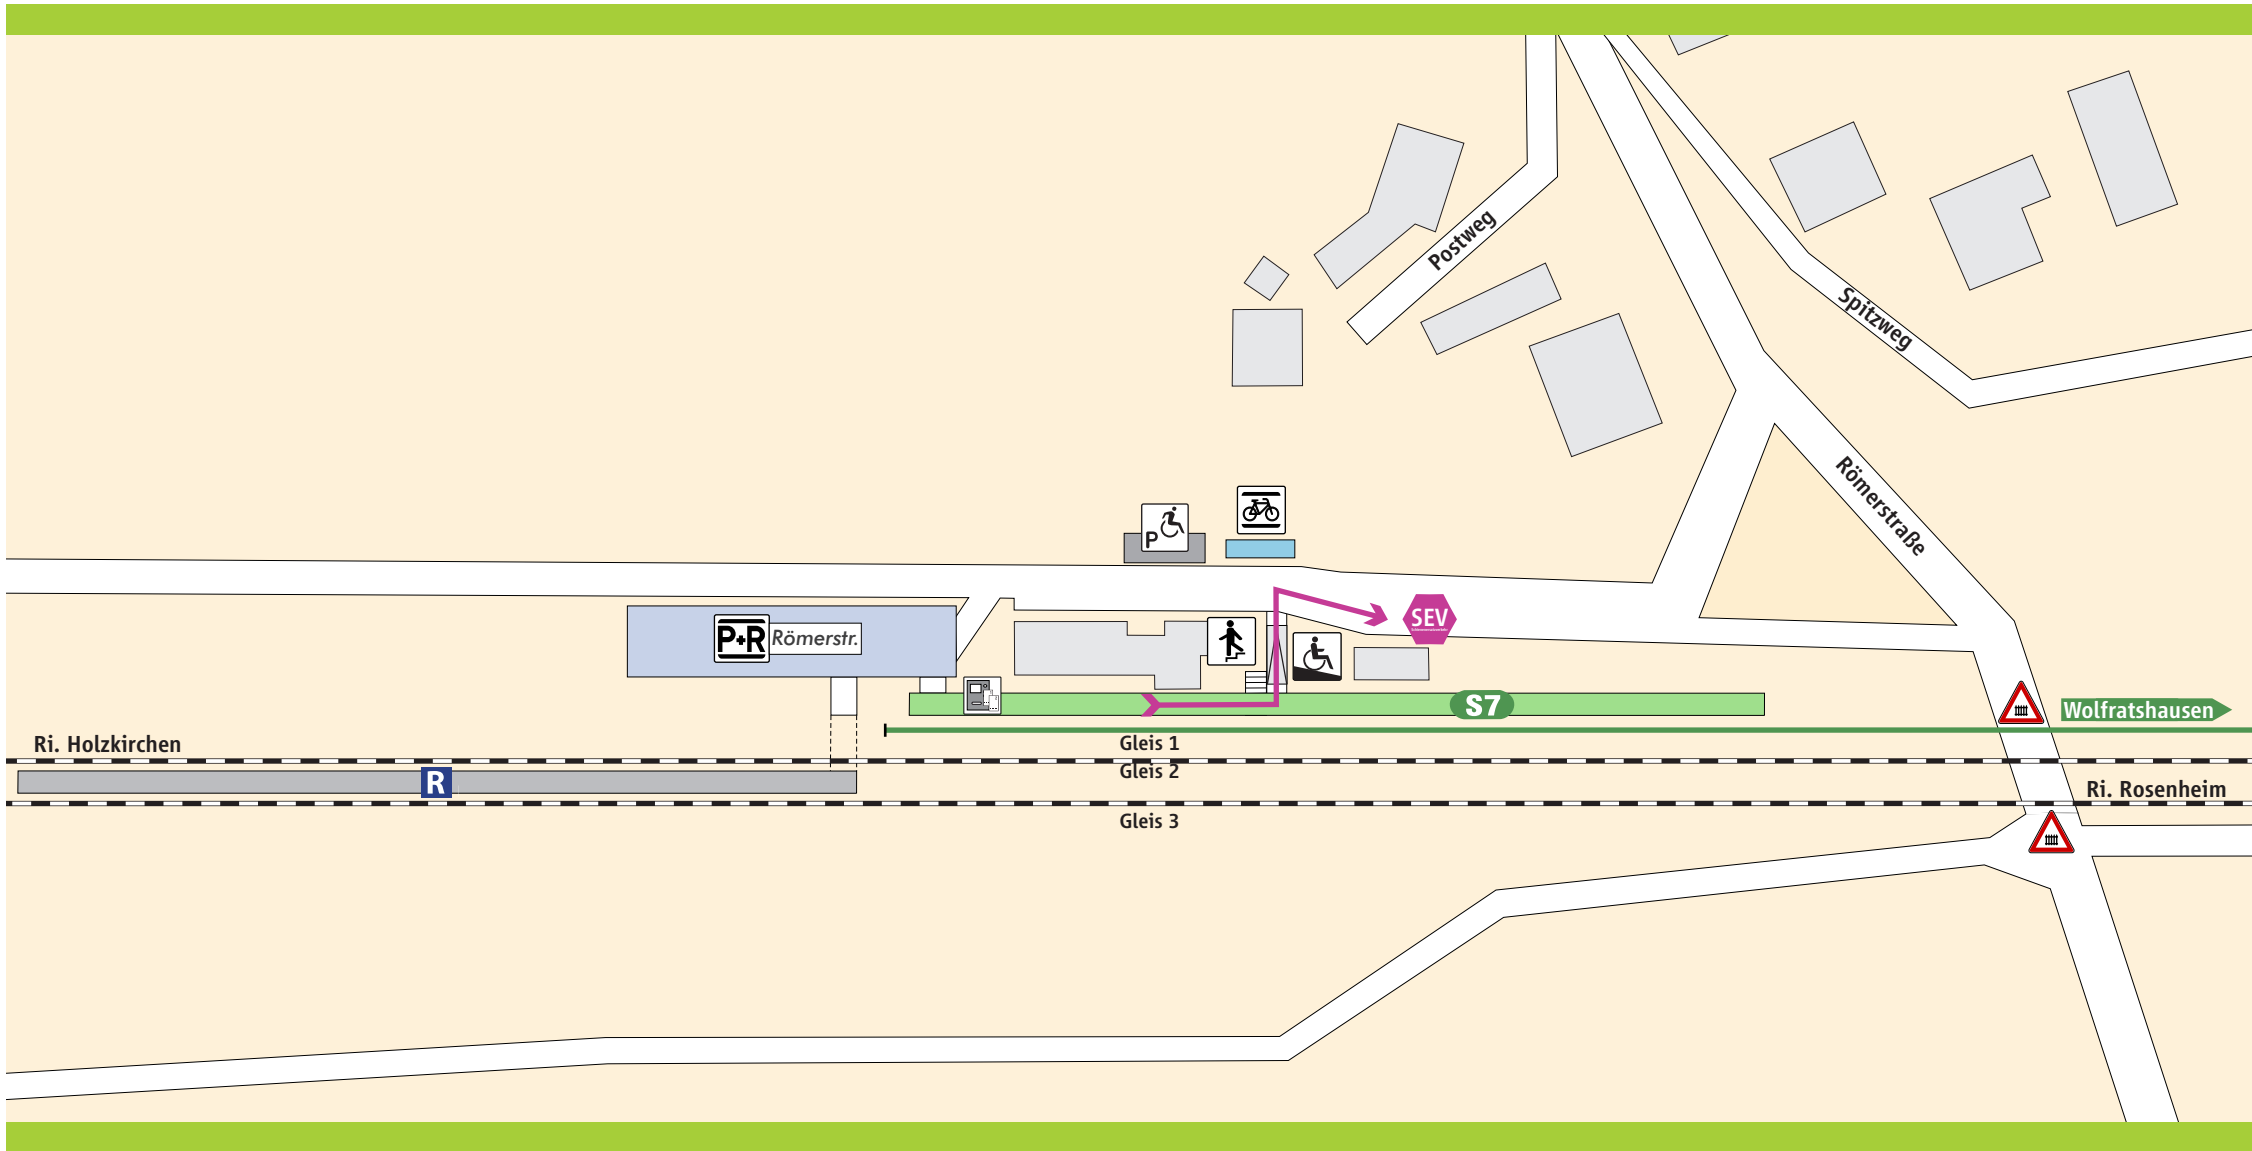 Postweg
Spitzweg
Römerstraße
P
P+R Römerstr.
SEV
S7
Wolfratshausen
Ri. Holzkirchen
Gleis 1
Gleis 2
R
Ri. Rosenheim
Gleis 3